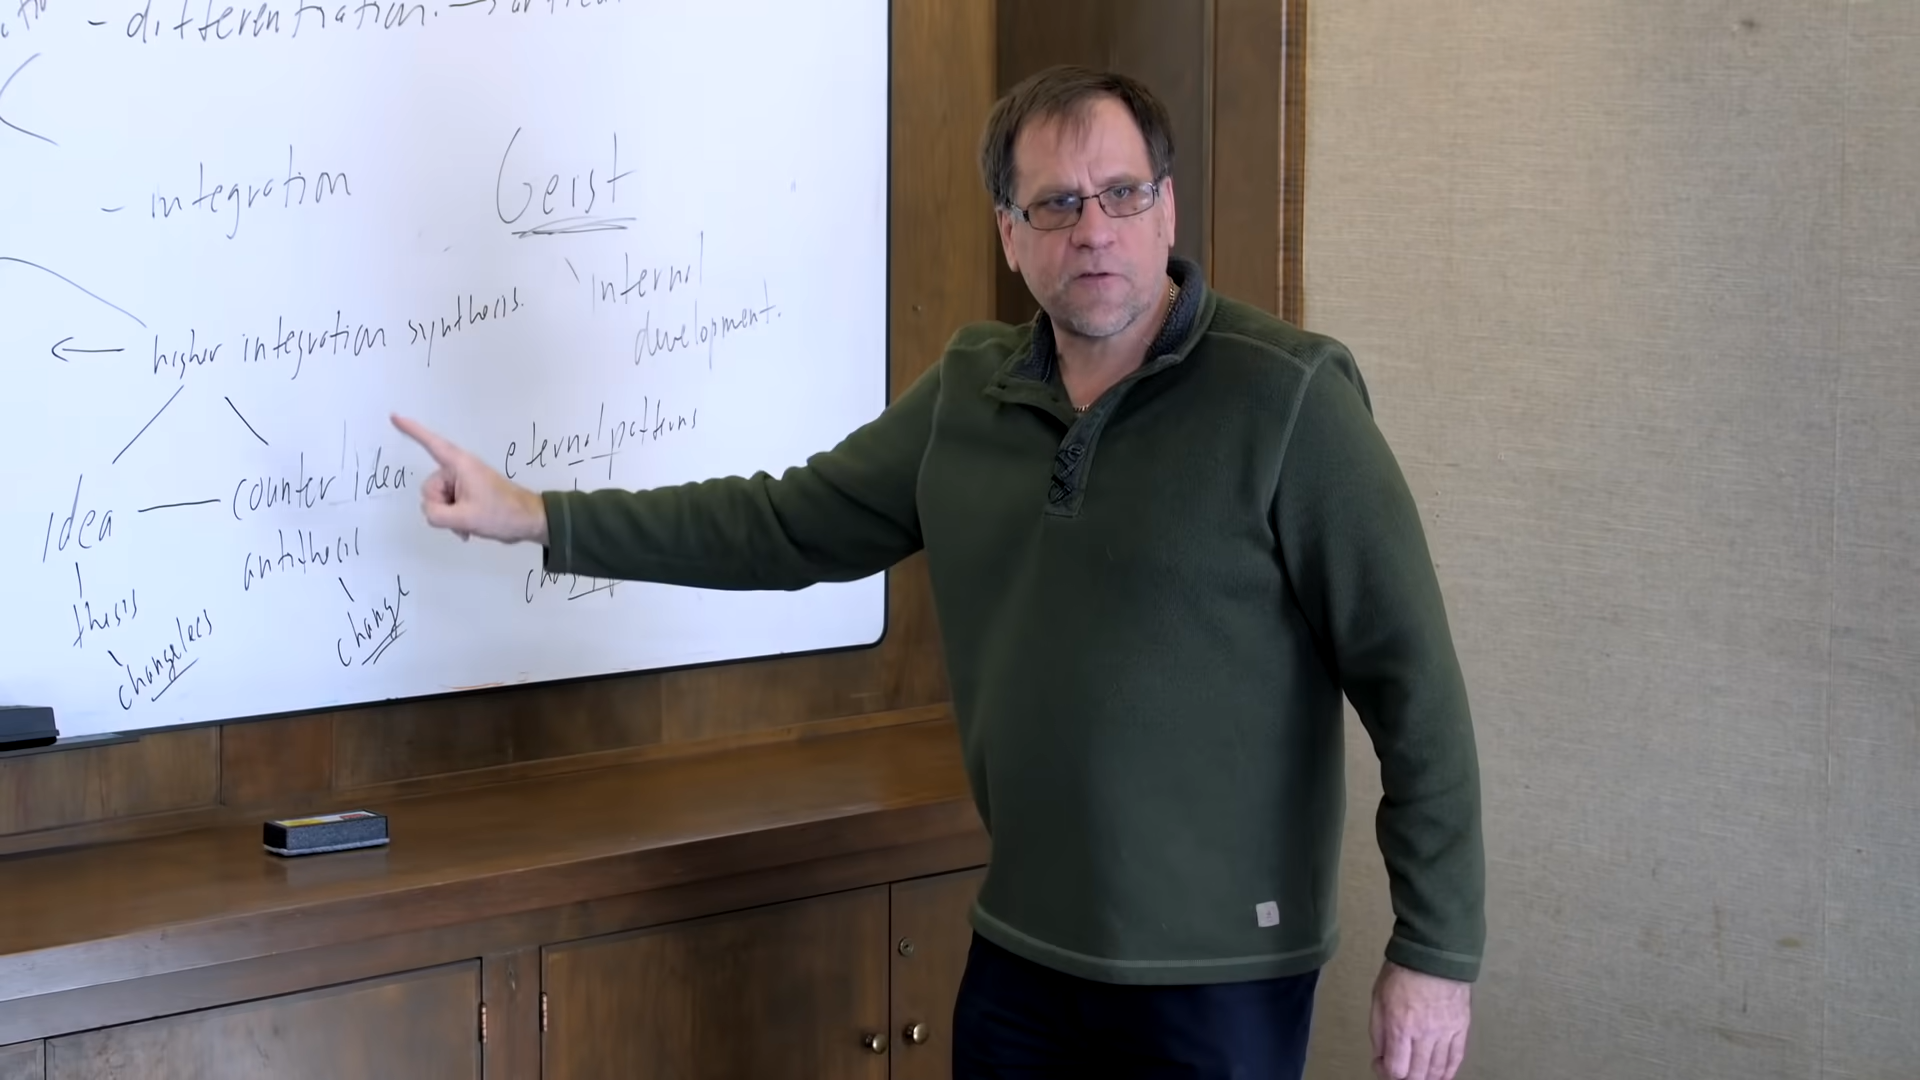 - differentiation. →
- integration
Geist
internal
development.
higher integration synthesis.
eternal patterns
idea — counter idea.
antithesis
thesis
change
changeless